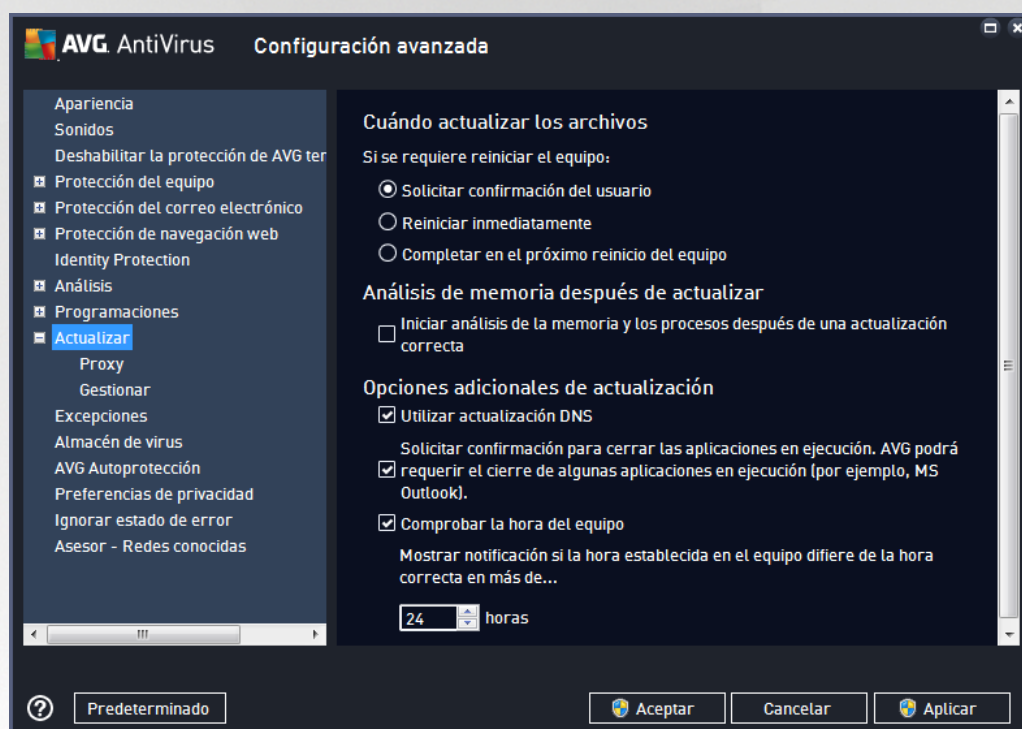 AVG. AntiVirus Configuración avanzada
Apariencia
Sonidos
Deshabilitar la protección de AVG ter
Protección del equipo
Protección del correo electrónico
Protección de navegación web
Identity Protection
Análisis
Programaciones
Actualizar
Proxy
Gestionar
Excepciones
Almacén de virus
AVG Autoprotección
Preferencias de privacidad
Ignorar estado de error
Asesor - Redes conocidas
Cuándo actualizar los archivos
Si se requiere reiniciar el equipo:
Solicitar confirmación del usuario
Reiniciar inmediatamente
Completar en el próximo reinicio del equipo
Análisis de memoria después de actualizar
Iniciar análisis de la memoria y los procesos después de una actualización
correcta
Opciones adicionales de actualización
Utilizar actualización DNS
Solicitar confirmación para cerrar las aplicaciones en ejecución. AVG podrá
requerir el cierre de algunas aplicaciones en ejecución (por ejemplo, MS
Outlook).
Comprobar la hora del equipo
Mostrar notificación si la hora establecida en el equipo difiere de la hora
correcta en más de...
24 horas
Predeterminado Aceptar Cancelar Aplicar